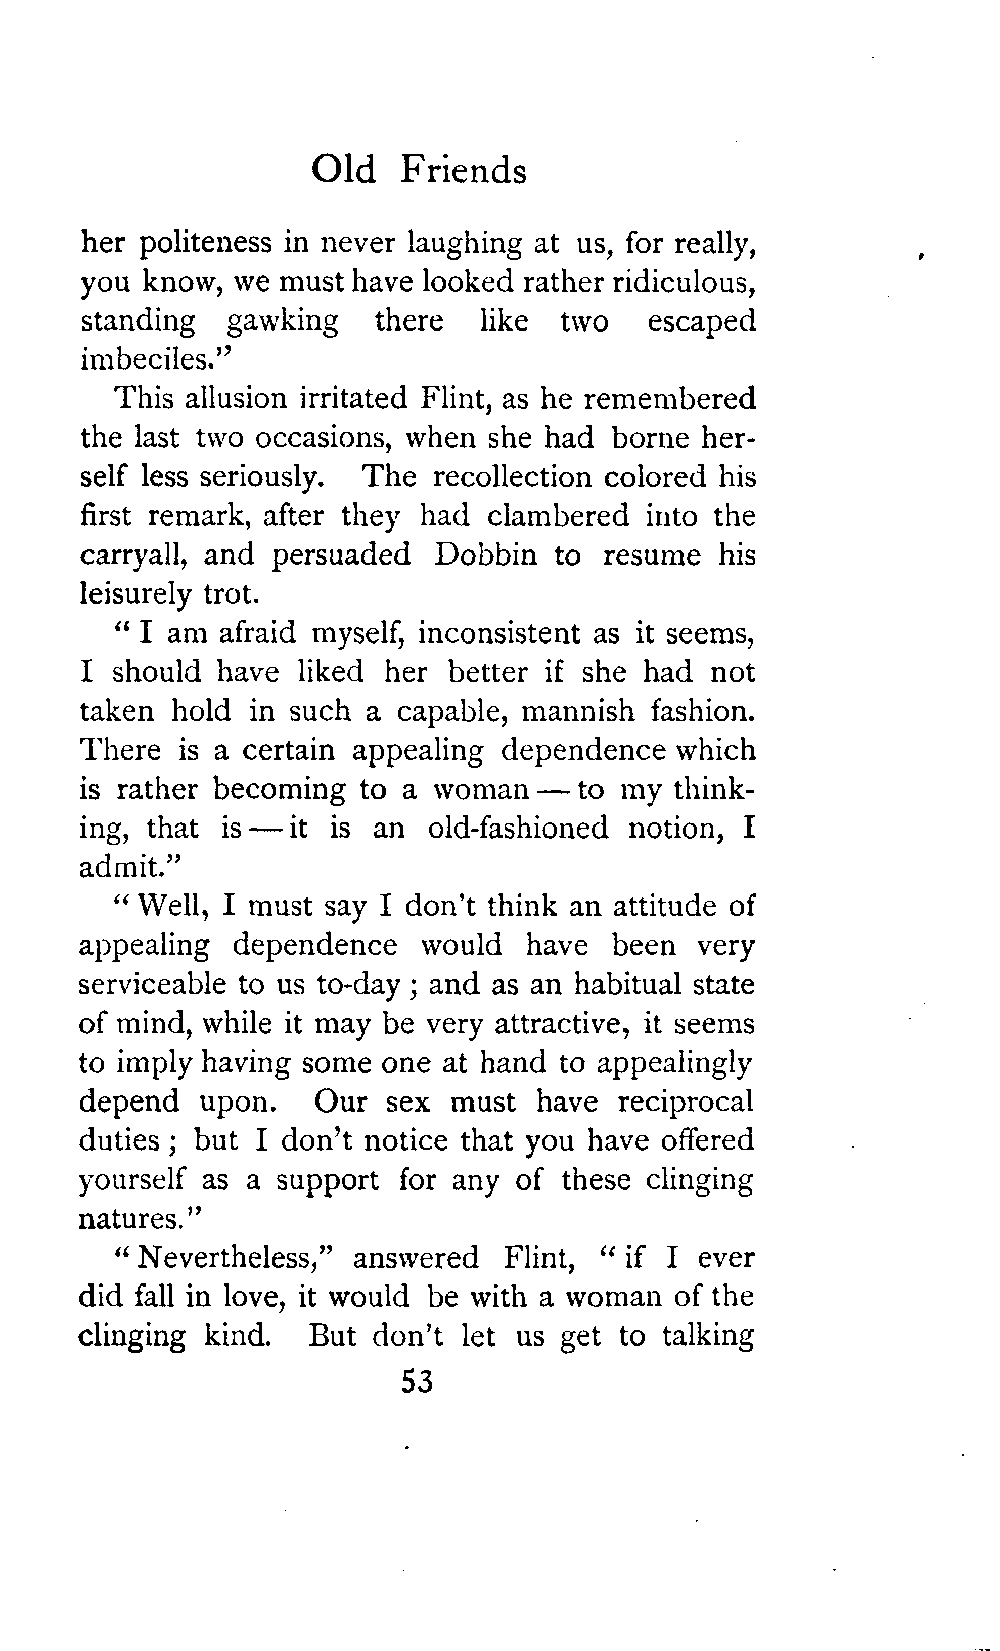 Old Friends
her politeness in never laughing at us, for really,
you know, we must have looked rather ridiculous,
standing gawking there like two escaped
imbeciles."
This allusion irritated Flint, as he remembered
the last two occasions, when she had borne her-
self less seriously. The recollection colored his
first remark, after they had clambered into the
carryall, and persuaded Dobbin to resume his
leisurely trot.
" I am afraid myself, inconsistent as it seems,
I should have liked her better if she had not
taken hold in such a capable, mannish fashion.
There is a certain appealing dependence which
is rather becoming to a woman — to my think-
ing, that is — it is an old-fashioned notion, I
admit."
" Well, I must say I don't think an attitude of
appealing dependence would have been very
serviceable to us to-day ; and as an habitual state
of mind, while it may be very attractive, it seems
to imply having some one at hand to appealingly
depend upon. Our sex must have reciprocal
duties ; but I don't notice that you have offered
yourself as a support for any of these clinging
natures."
" Nevertheless," answered Flint, " if I ever
did fall in love, it would be with a woman of the
clinging kind. But don't let us get to talking
53